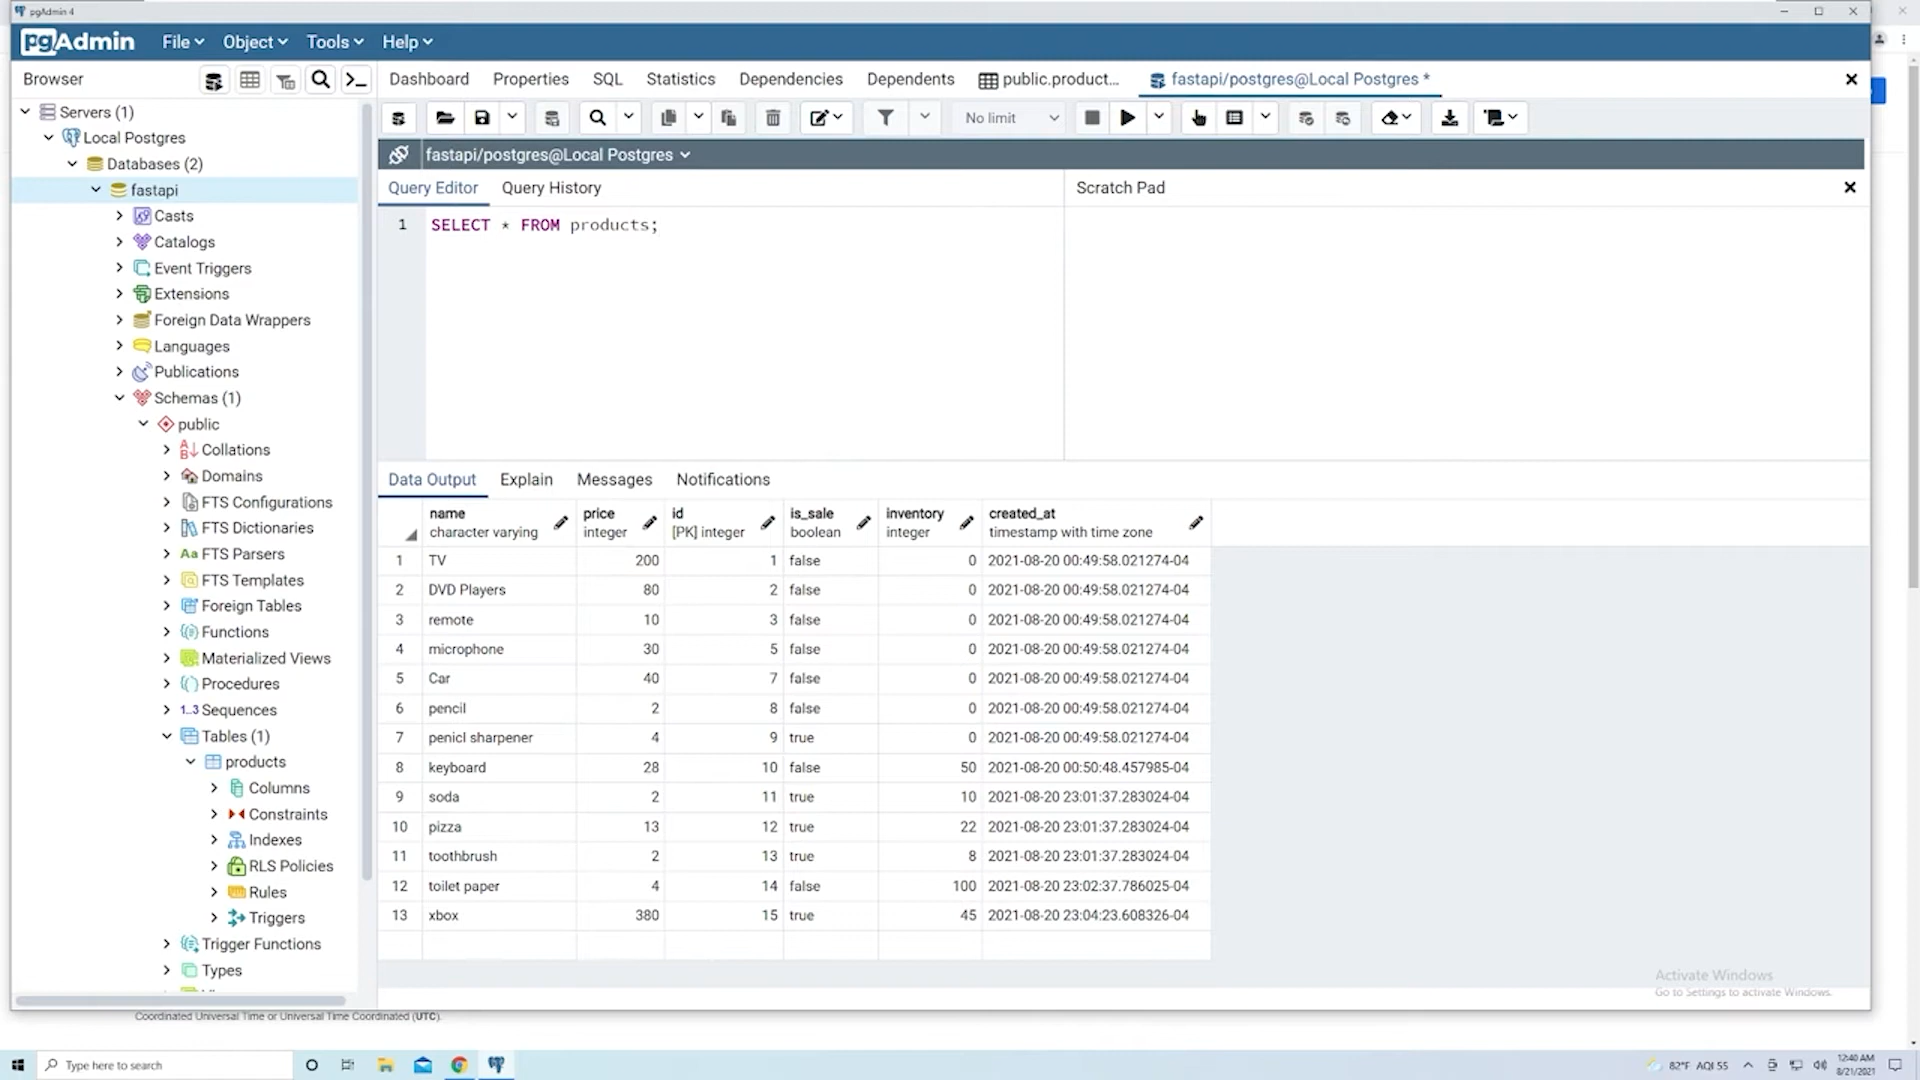 pgAdmin 4
pgAdmin File Object Tools Help
Browser
Dashboard Properties SQL Statistics Dependencies Dependents public.product... fastapi/postgres@Local Postgres *
No limit
Servers (1)
Local Postgres
Databases (2)
fastapi
Casts
Catalogs
Event Triggers
Extensions
Foreign Data Wrappers
Languages
Publications
Schemas (1)
public
Collations
Domains
FTS Configurations
FTS Dictionaries
Aa FTS Parsers
FTS Templates
Foreign Tables
Functions
Materialized Views
Procedures
1..3 Sequences
Tables (1)
products
Columns
Constraints
Indexes
RLS Policies
Rules
Triggers
Trigger Functions
Types
fastapi/postgres@Local Postgres
Query Editor Query History
Scratch Pad
1 SELECT * FROM products;
Data Output Explain Messages Notifications
name price id is_sale inventory created_at
character varying integer [PK] integer boolean integer timestamp with time zone
1 TV 200 1 false 0 2021-08-20 00:49:58.021274-04
2 DVD Players 80 2 false 0 2021-08-20 00:49:58.021274-04
3 remote 10 3 false 0 2021-08-20 00:49:58.021274-04
4 microphone 30 5 false 0 2021-08-20 00:49:58.021274-04
5 Car 40 7 false 0 2021-08-20 00:49:58.021274-04
6 pencil 2 8 false 0 2021-08-20 00:49:58.021274-04
7 penicl sharpener 4 9 true 0 2021-08-20 00:49:58.021274-04
8 keyboard 28 10 false 50 2021-08-20 00:50:48.457985-04
9 soda 2 11 true 10 2021-08-20 23:01:37.283024-04
10 pizza 13 12 true 22 2021-08-20 23:01:37.283024-04
11 toothbrush 2 13 true 8 2021-08-20 23:01:37.283024-04
12 toilet paper 4 14 false 100 2021-08-20 23:02:37.786025-04
13 xbox 380 15 true 45 2021-08-20 23:04:23.608326-04
Activate Windows
Go to Settings to activate Windows.
Coordinated Universal Time or Universal Time Coordinated (UTC).
Type here to search
82°F AQI 55
12:40 AM
8/21/2021